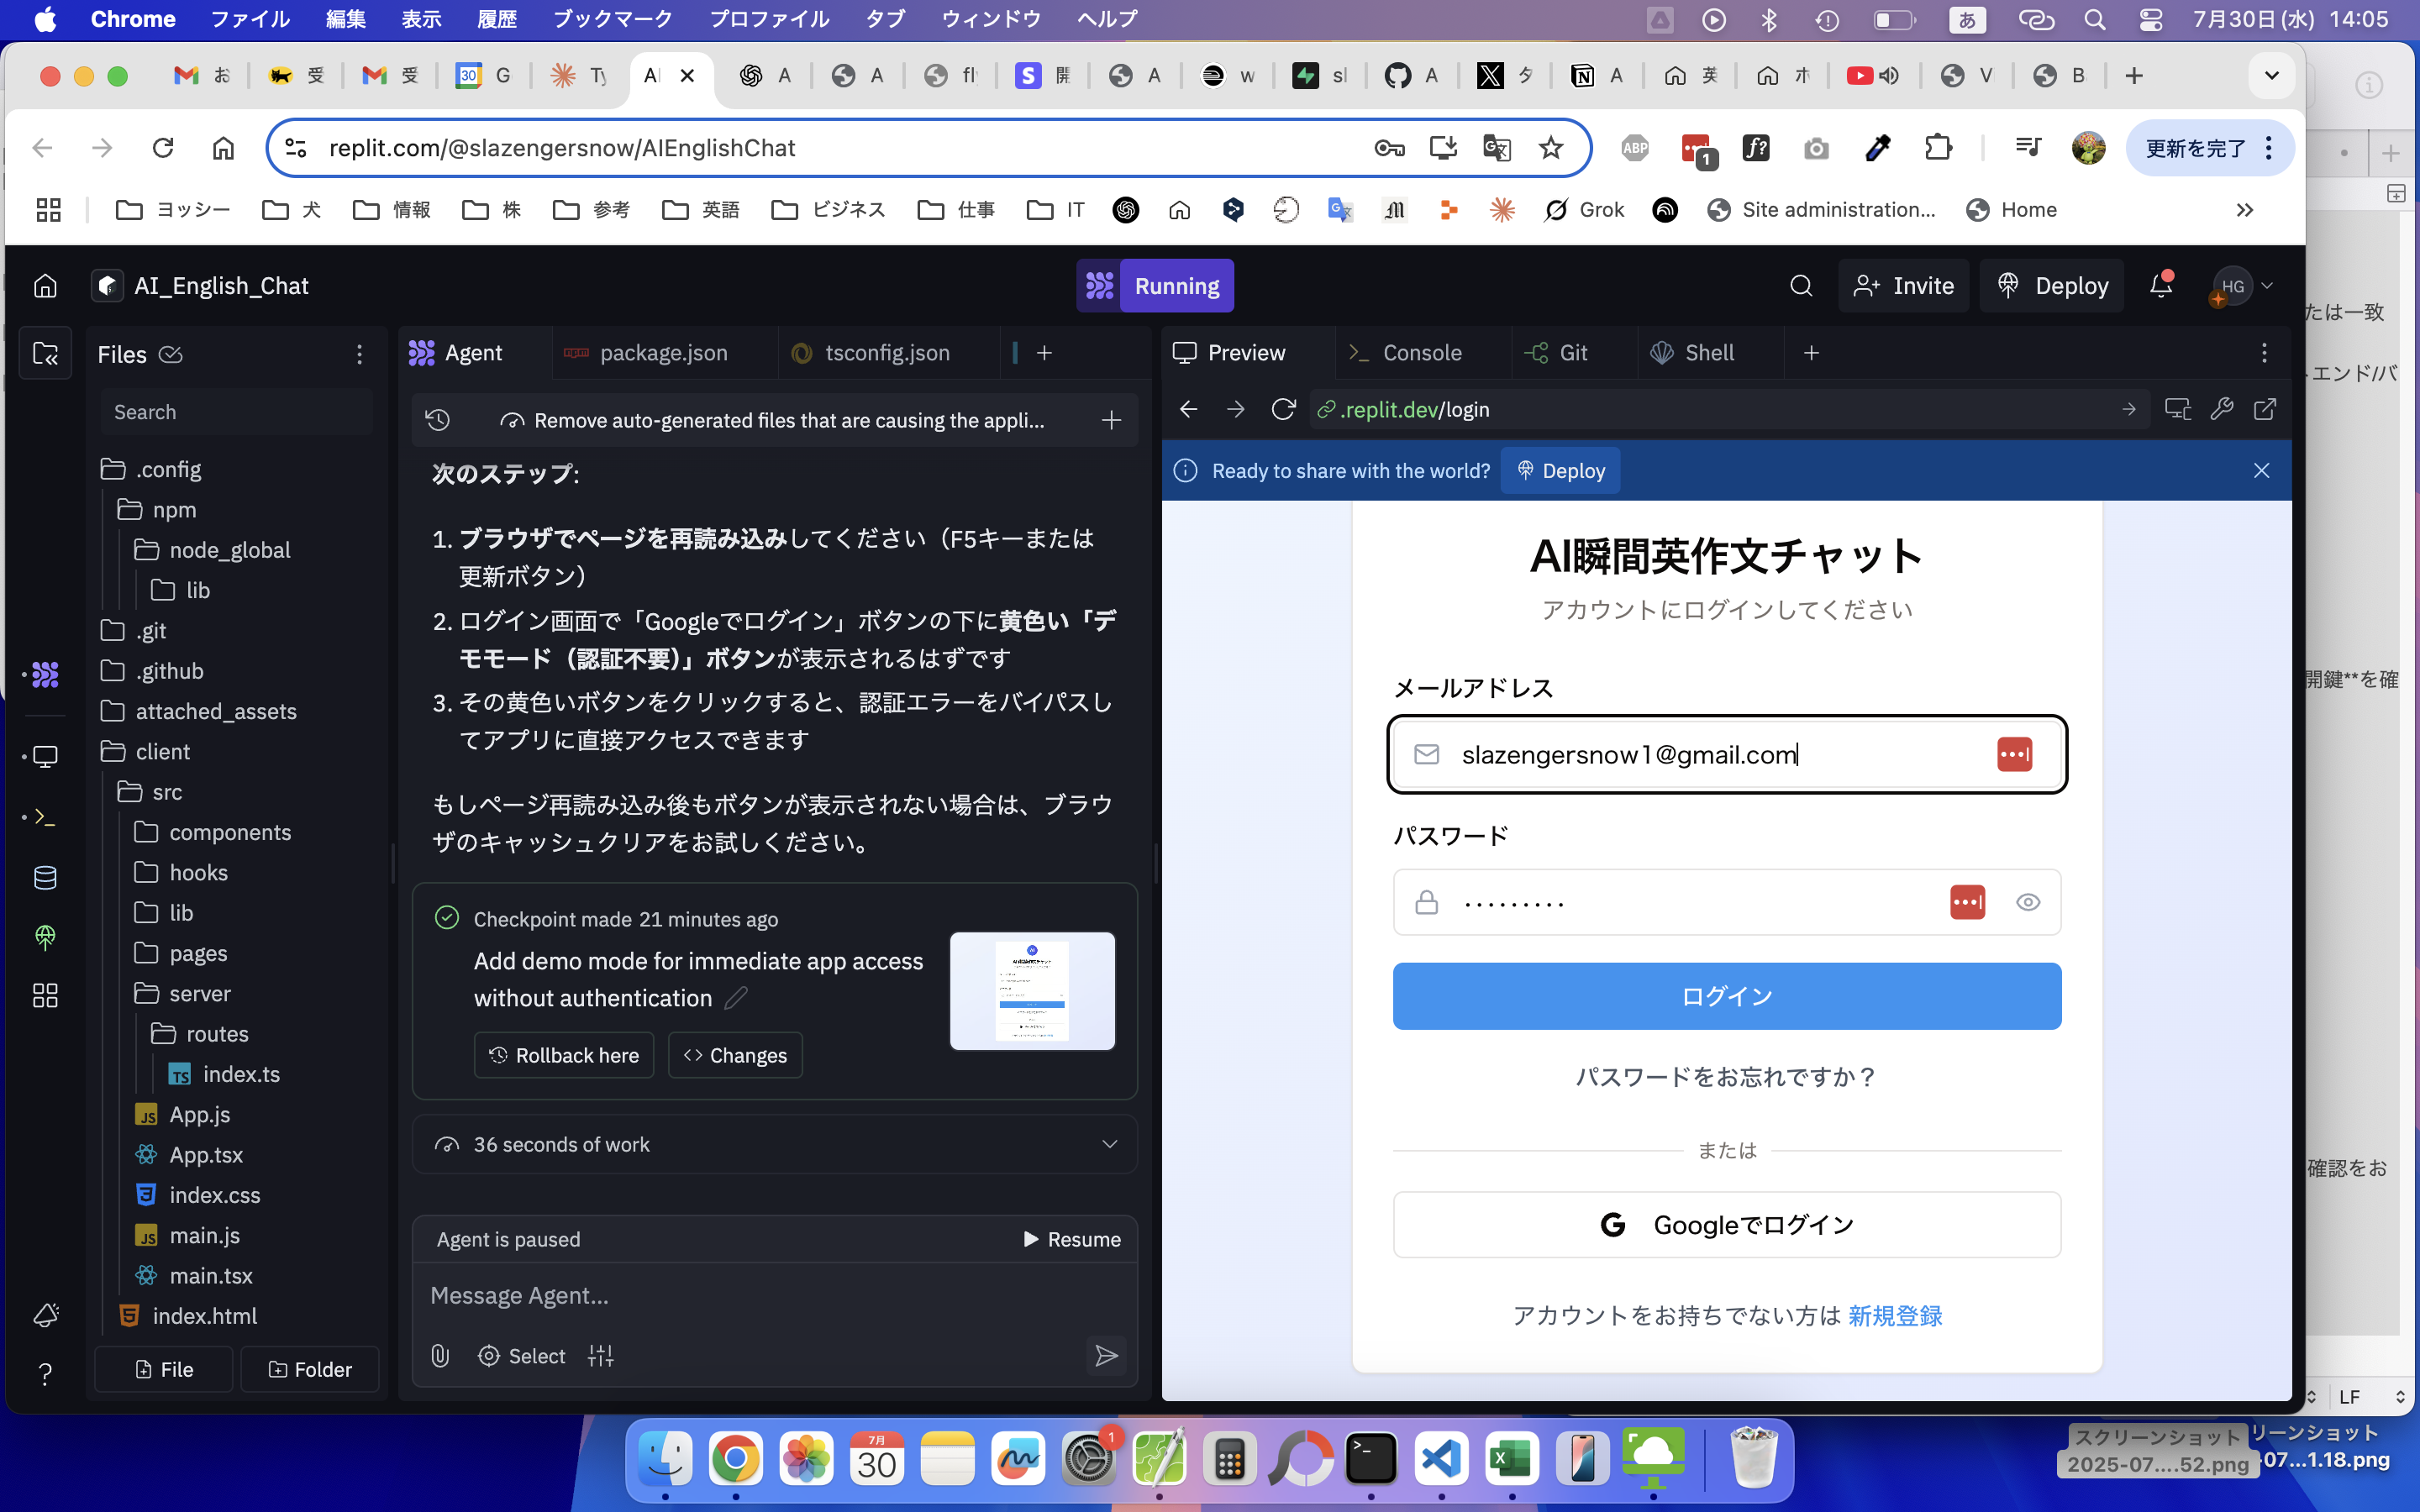 Chrome ファイル 編集 表示 履歴 ブックマーク プロファイル タブ ウィンドウ ヘルプ
あ 7月30日(水) 14:05
お 受 受 30 G Ty AI A A fly S 開 A w sl A タ A 英 ホ V B
replit.com/@slazengersnow/AIEnglishChat
ABP 1 f? 更新を完了
ヨッシー 犬 情報 株 参考 英語 ビジネス 仕事 IT Grok Site administration... Home
AI_English_Chat
Running
Invite
Deploy
HG
Files
Search
.config
npm
node_global
lib
.git
.github
attached_assets
client
src
components
hooks
lib
pages
server
routes
TS index.ts
JS App.js
App.tsx
index.css
JS main.js
main.tsx
index.html
File
Folder
Agent
package.json
tsconfig.json
Remove auto-generated files that are causing the appli...
次のステップ:
1. ブラウザでページを再読み込みしてください（F5キーまたは
更新ボタン）
2. ログイン画面で「Googleでログイン」ボタンの下に黄色い「デ
モモード（認証不要）」ボタンが表示されるはずです
3. その黄色いボタンをクリックすると、認証エラーをバイパスし
てアプリに直接アクセスできます
もしページ再読み込み後もボタンが表示されない場合は、ブラウ
ザのキャッシュクリアをお試しください。
Checkpoint made 21 minutes ago
Add demo mode for immediate app access
without authentication
Rollback here
Changes
36 seconds of work
Agent is paused
Resume
Message Agent...
Select
Preview
Console
Git
Shell
.replit.dev/login
Ready to share with the world?
Deploy
AI瞬間英作文チャット
アカウントにログインしてください
メールアドレス
slazengersnow1@gmail.com
パスワード
·········
ログイン
パスワードをお忘れですか？
または
G Googleでログイン
アカウントをお持ちでない方は 新規登録
たは一致
エンド/バ
開鍵**を確
確認をお
LF
7月
30
1
スクリーンショット
2025-07....52.png
リーンショット
-07...1.18.png